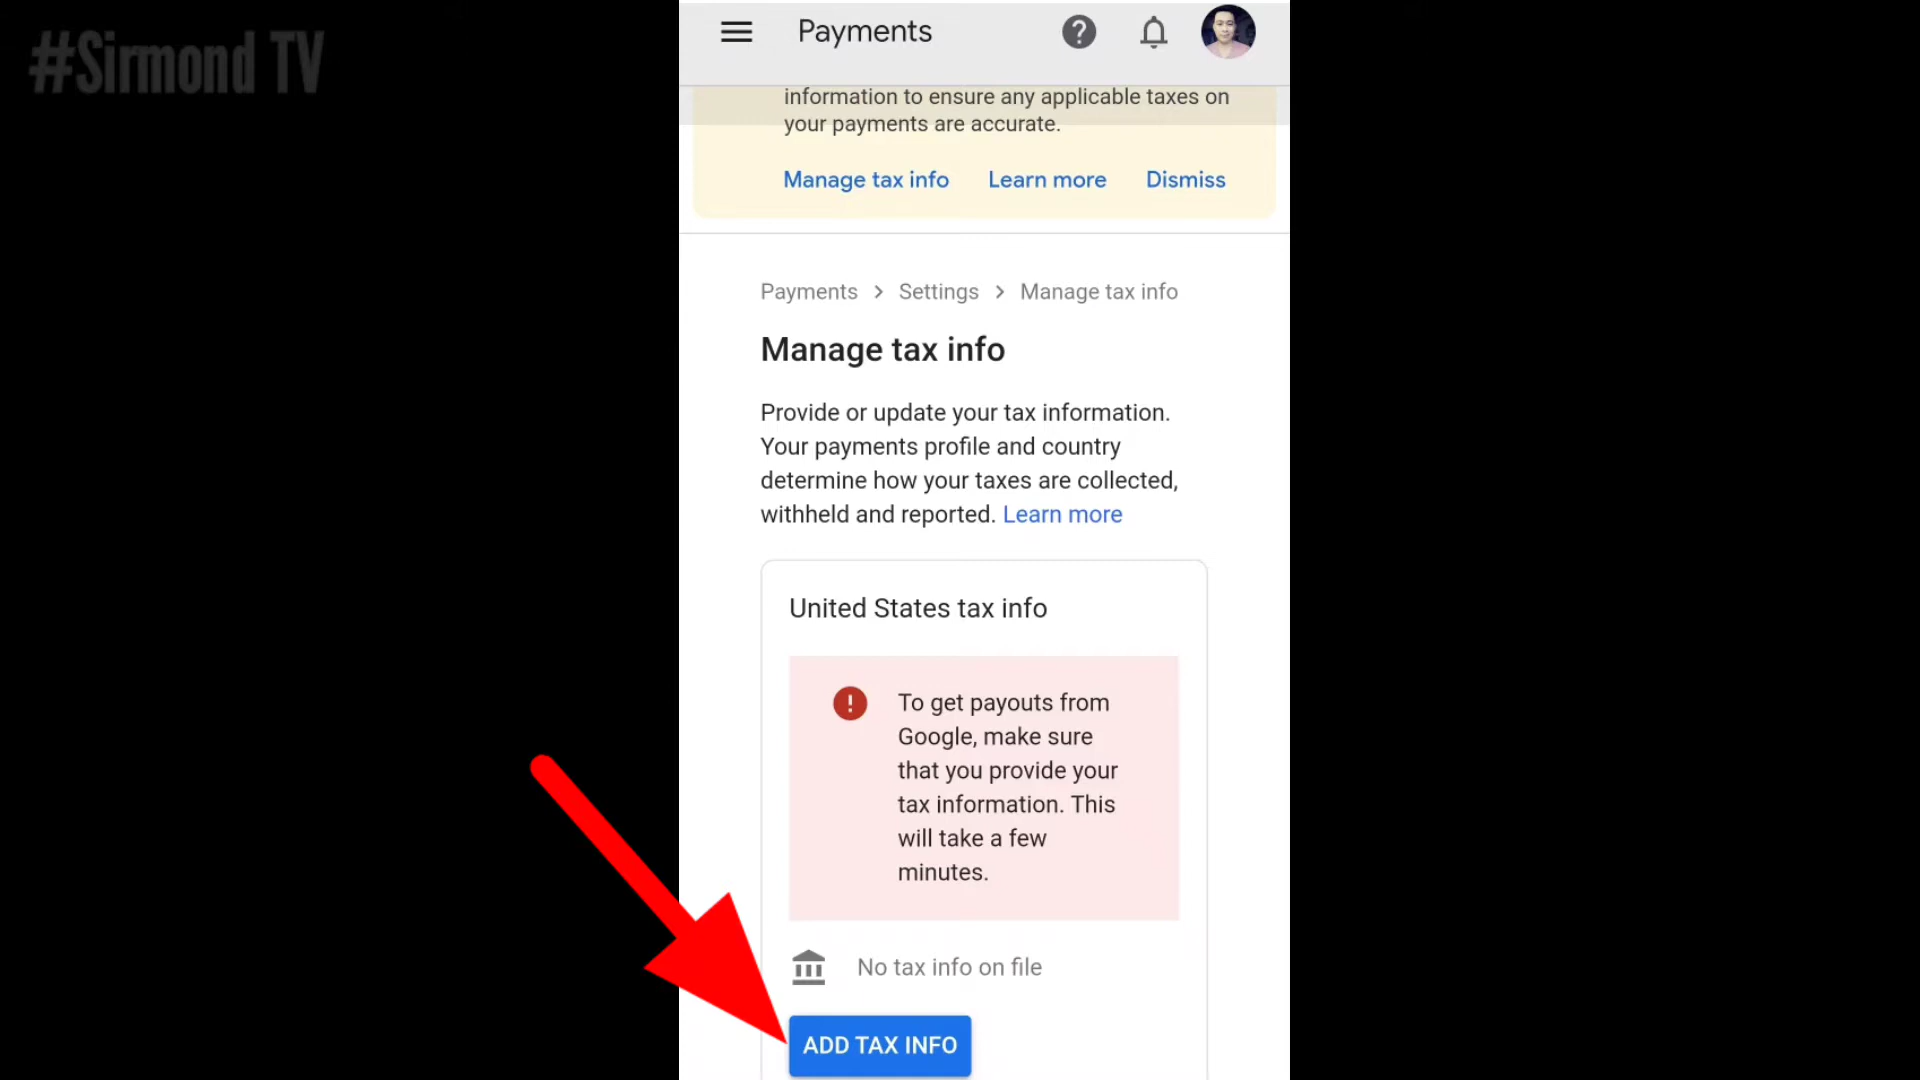 #Sirmond TV
Payments
information to ensure any applicable taxes on
your payments are accurate.
Manage tax info Learn more Dismiss
Payments > Settings > Manage tax info
Manage tax info
Provide or update your tax information.
Your payments profile and country
determine how your taxes are collected,
withheld and reported. Learn more
United States tax info
To get payouts from
Google, make sure
that you provide your
tax information. This
will take a few
minutes.
No tax info on file
ADD TAX INFO